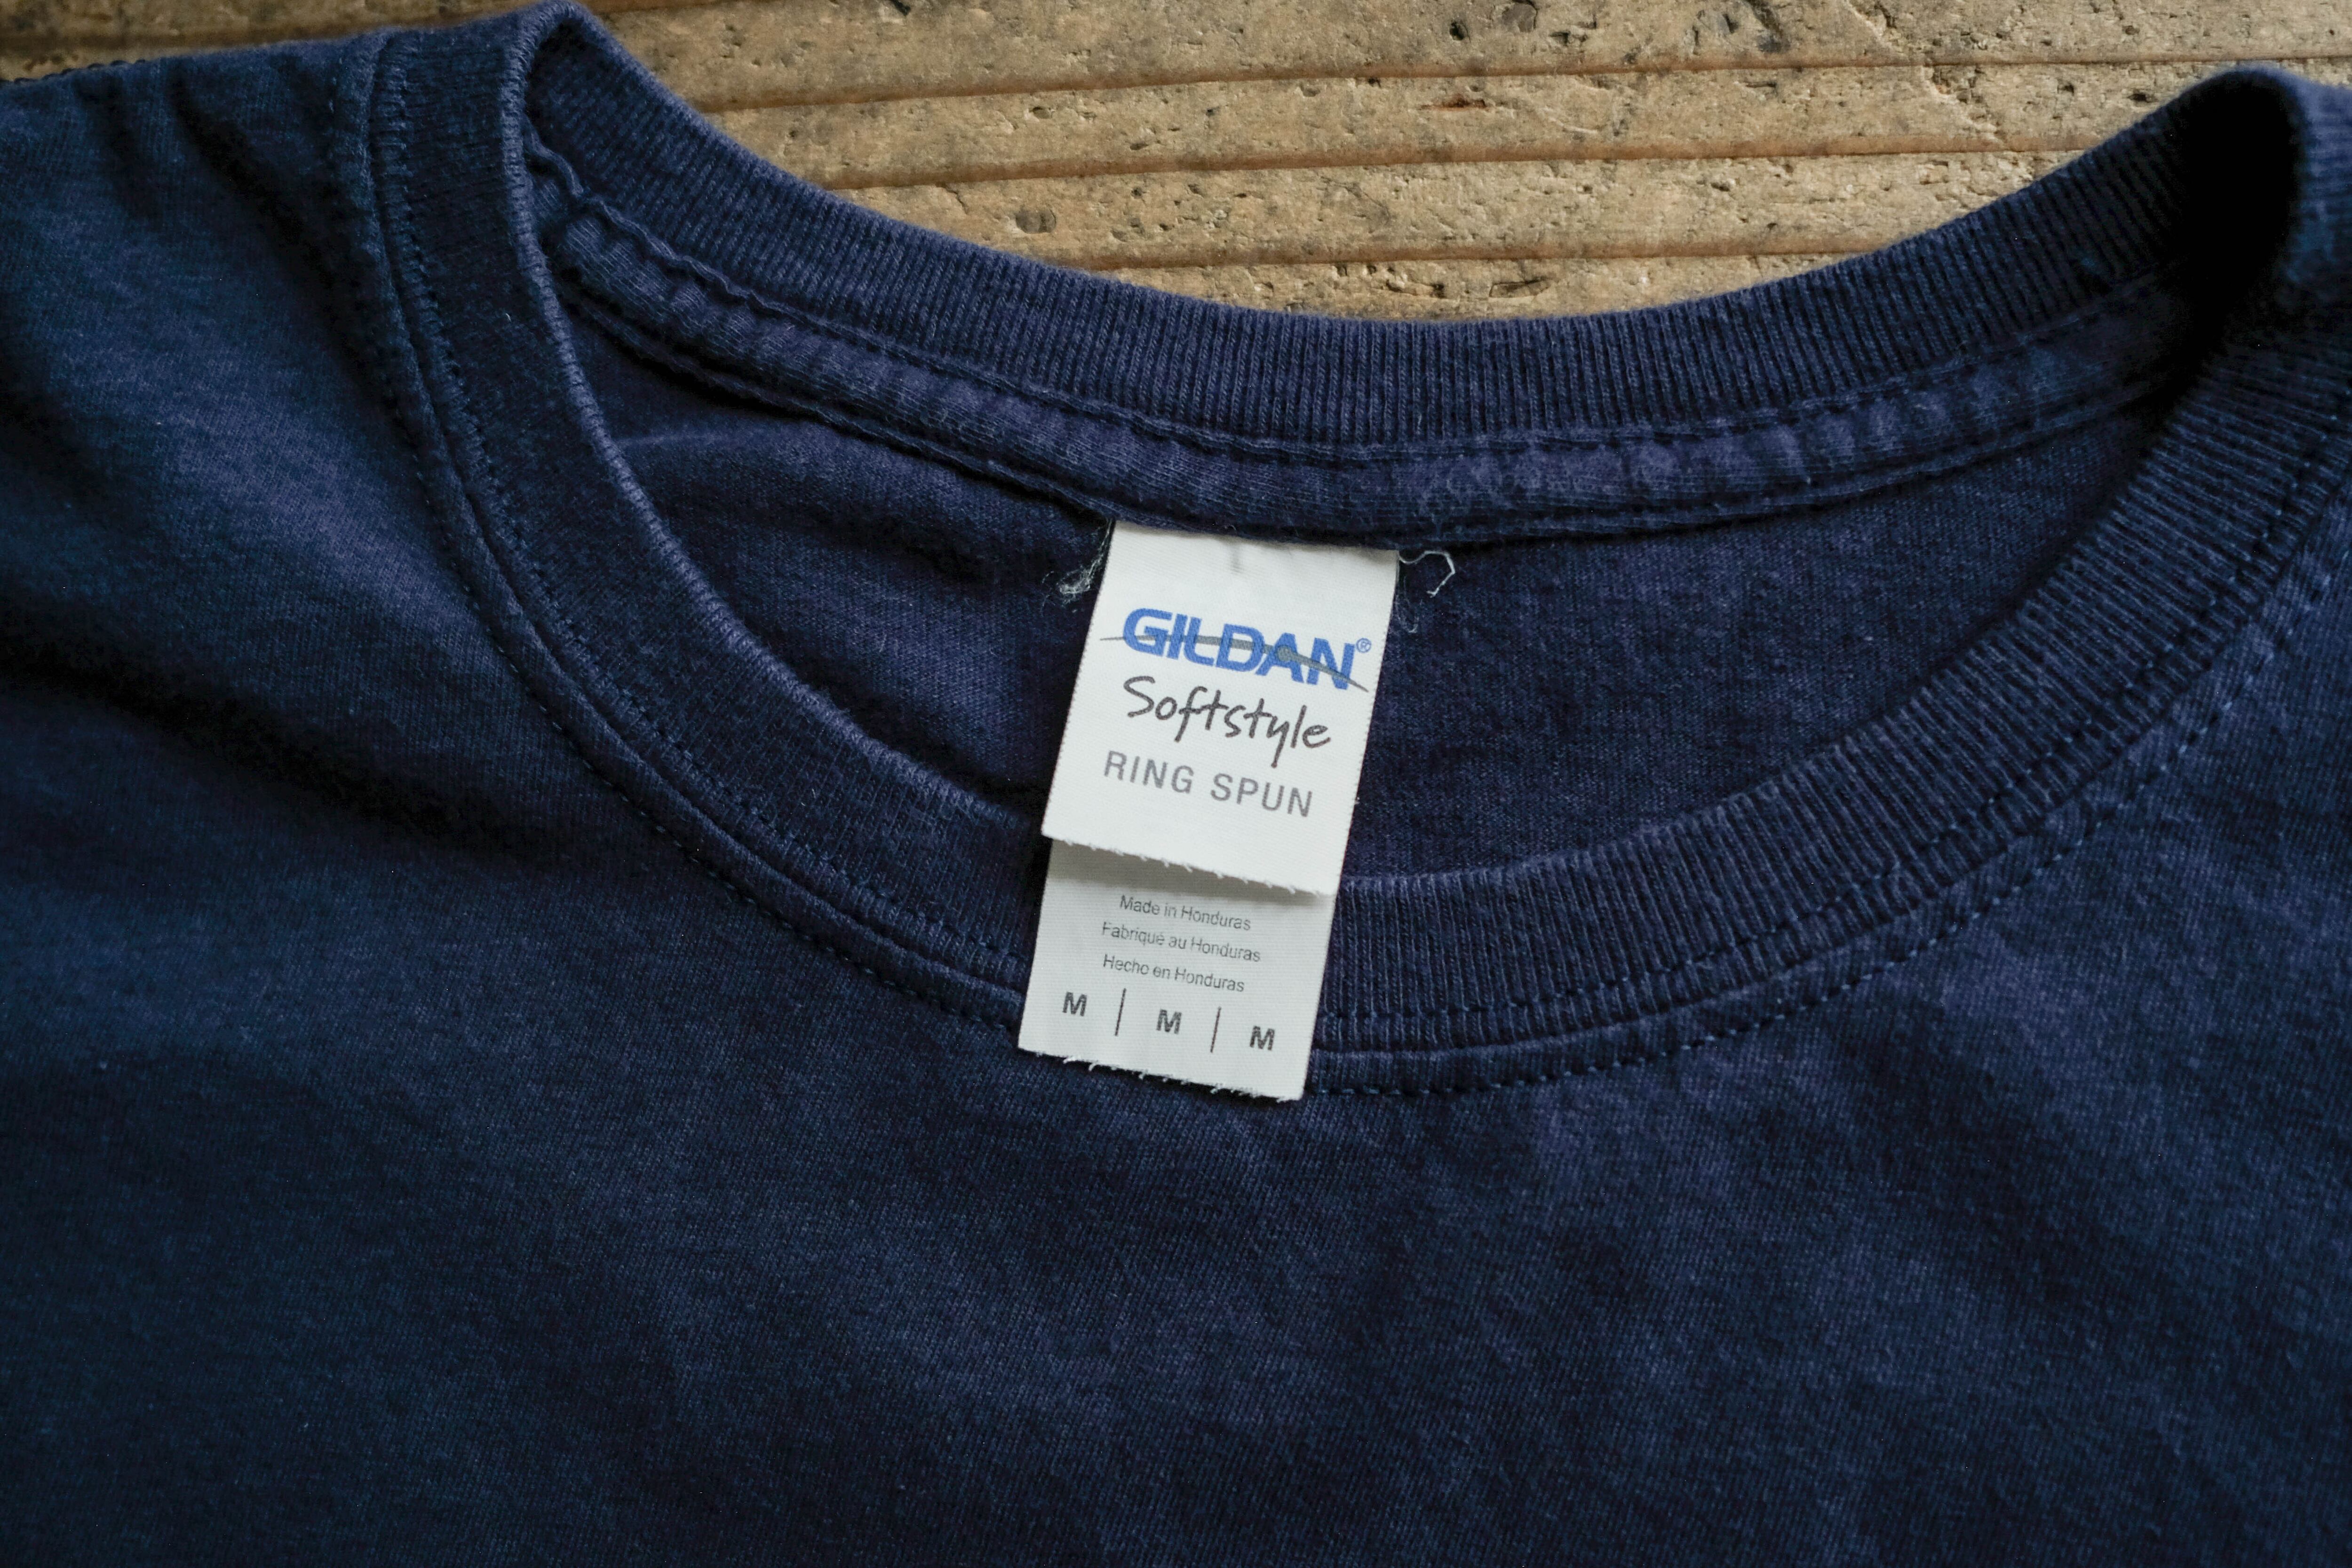 GILDAN®
Softstyle
RING SPUN
Made in Honduras
Fabriqué au Honduras
Hecho en Honduras
M | M | M